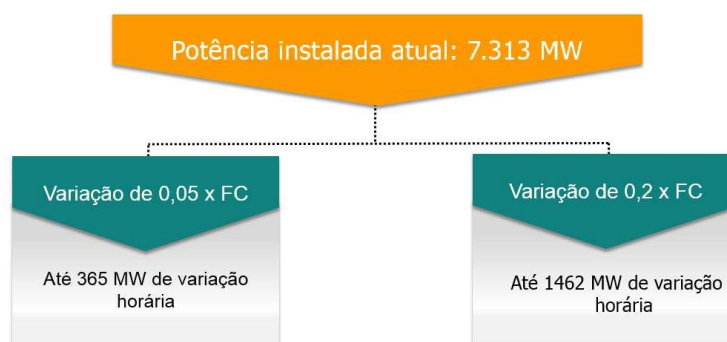 Potência instalada atual: 7.313 MW
Variação de 0,05 x FC
Até 365 MW de variação
horária
Variação de 0,2 x FC
Até 1462 MW de variação
horária